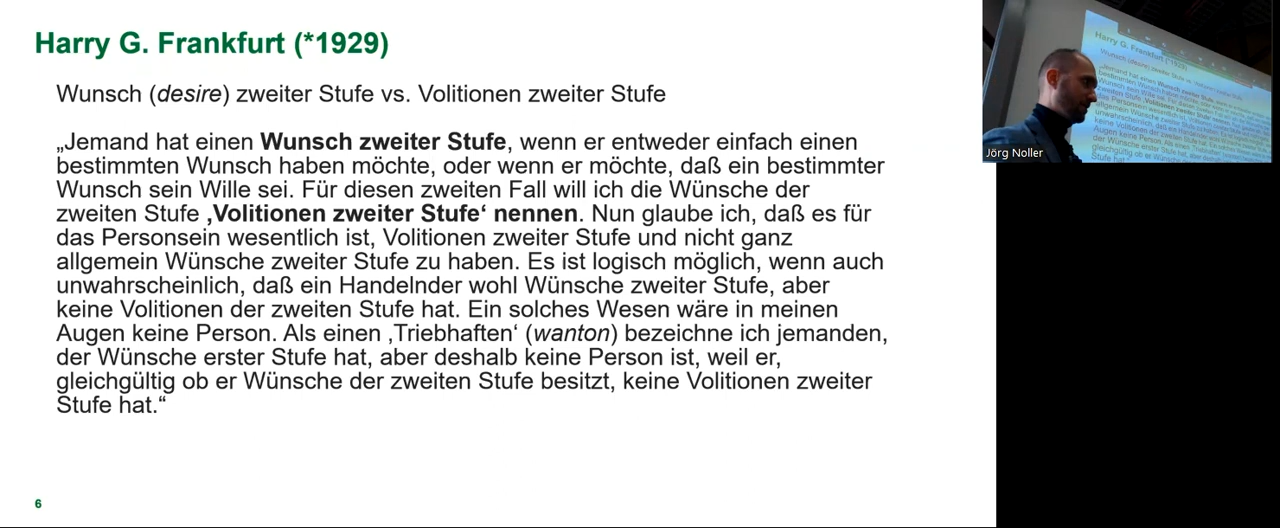 Harry G. Frankfurt (*1929)
Wunsch (desire) zweiter Stufe vs. Volitionen zweiter Stufe
„Jemand hat einen Wunsch zweiter Stufe, wenn er entweder einfach einen
bestimmten Wunsch haben möchte, oder wenn er möchte, daß ein bestimmter
Wunsch sein Wille sei. Für diesen zweiten Fall will ich die Wünsche der
zweiten Stufe ‚Volitionen zweiter Stufe‘ nennen. Nun glaube ich, daß es für
das Personsein wesentlich ist, Volitionen zweiter Stufe und nicht ganz
allgemein Wünsche zweiter Stufe zu haben. Es ist logisch möglich, wenn auch
unwahrscheinlich, daß ein Handelnder wohl Wünsche zweiter Stufe, aber
keine Volitionen der zweiten Stufe hat. Ein solches Wesen wäre in meinen
Augen keine Person. Als einen ‚Triebhaften‘ (wanton) bezeichne ich jemanden,
der Wünsche erster Stufe hat, aber deshalb keine Person ist, weil er,
gleichgültig ob er Wünsche der zweiten Stufe besitzt, keine Volitionen zweiter
Stufe hat.“
6
Harry G. Frankfurt (*1929)
Jörg Noller